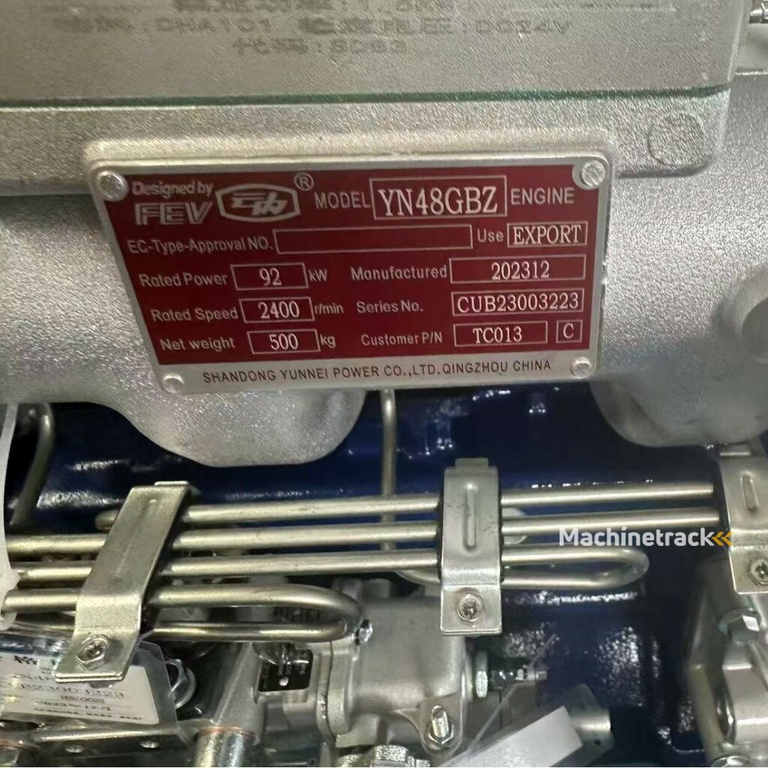 DHA101 DC24V
Designed by
FEV
® MODEL YN48GBZ ENGINE
EC-Type-Approval NO. Use EXPORT
Rated Power 92 kW Manufactured 202312
Rated Speed 2400 r/min Series No. CUB23003223
Net weight 500 kg Customer P/N TC013 C
SHANDONG YUNNEI POWER CO.,LTD.QINGZHOU CHINA
Machinetrack